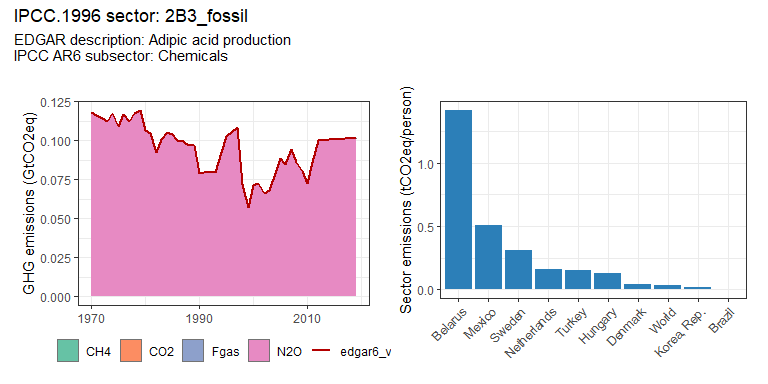 IPCC.1996 sector: 2B3_fossil
EDGAR description: Adipic acid production
IPCC AR6 subsector: Chemicals
GHG emissions (GtCO2eq)
0.125
0.100
0.075
0.050
0.025
0.000
1970
1990
2010
CH4
CO2
Fgas
N2O
edgar6_v
Sector emissions (tCO2eq/person)
1.0
0.5
0.0
Belarus
Mexico
Sweden
Netherlands
Turkey
Hungary
Denmark
World
Korea, Rep.
Brazil